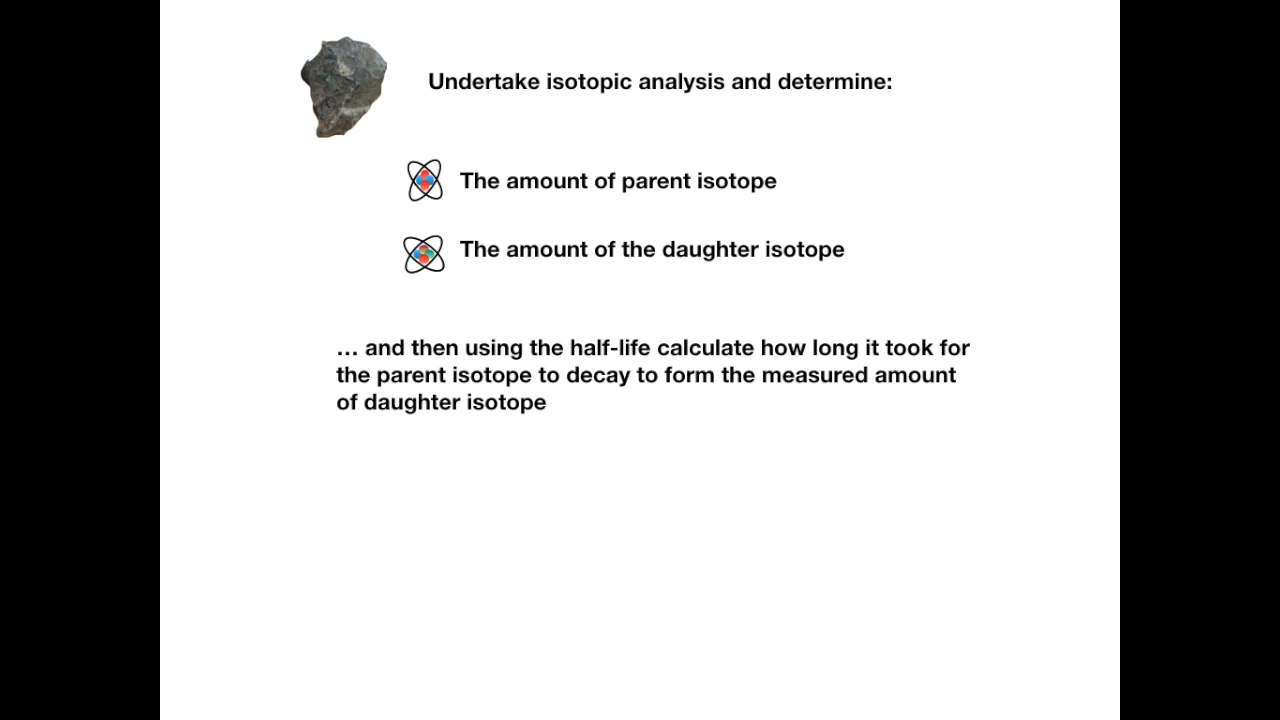 Undertake isotopic analysis and determine:
The amount of parent isotope
The amount of the daughter isotope
… and then using the half-life calculate how long it took for
the parent isotope to decay to form the measured amount
of daughter isotope